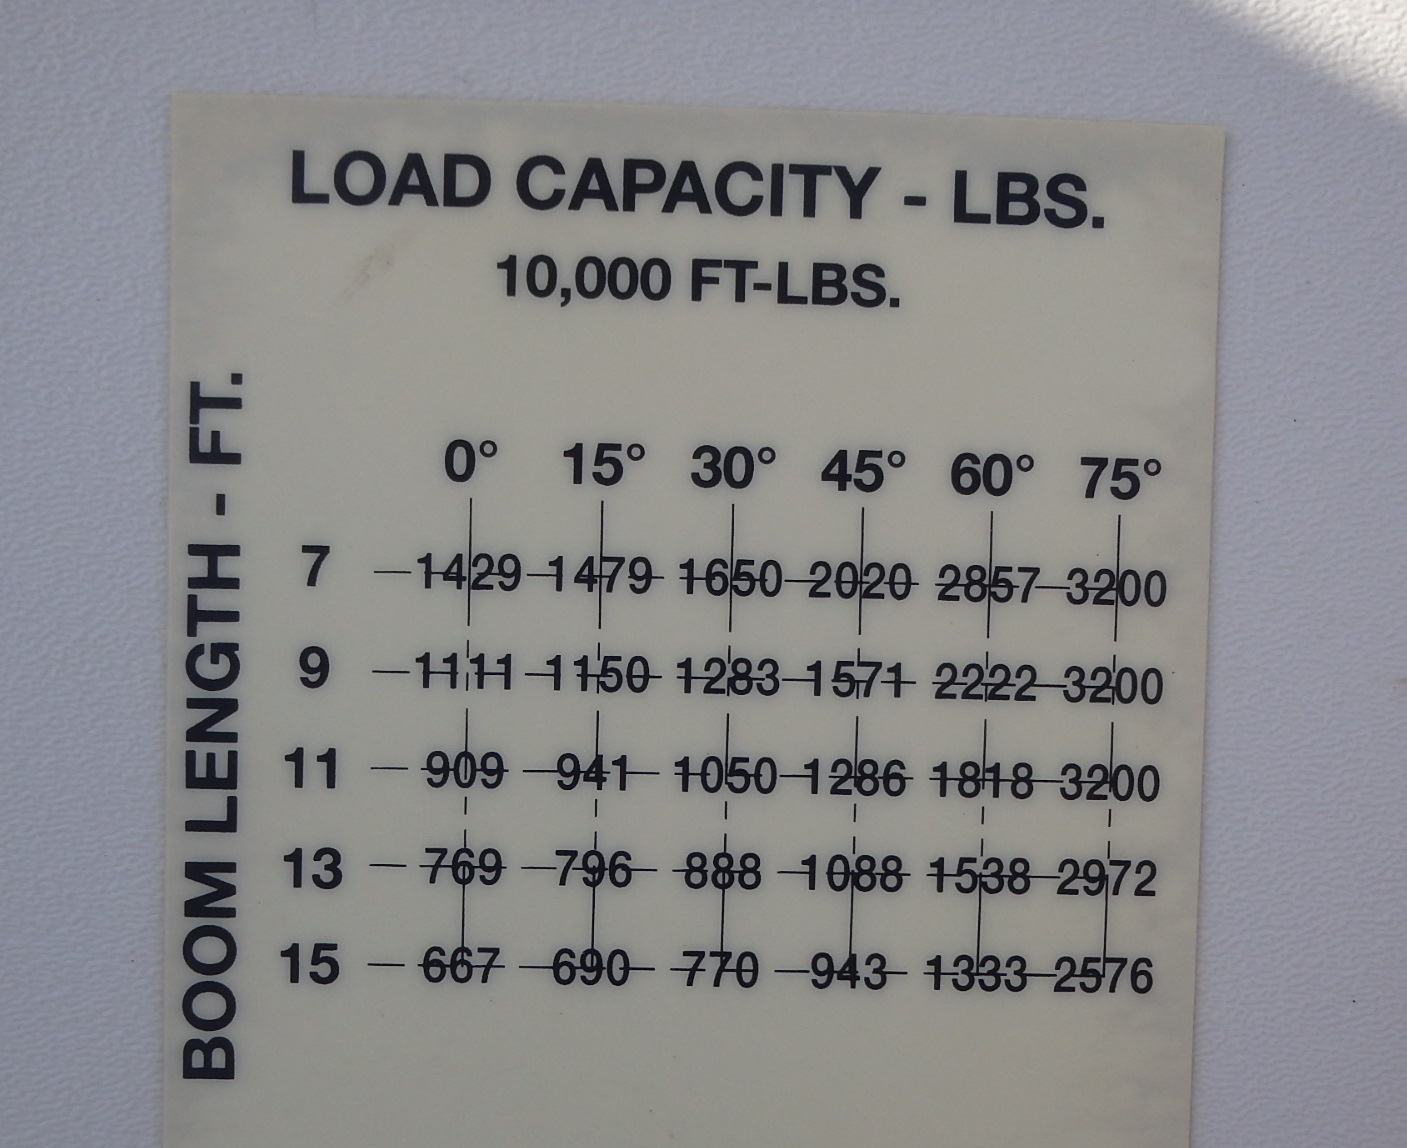 LOAD CAPACITY - LBS.
10,000 FT-LBS.
BOOM LENGTH - FT.
0° 15° 30° 45° 60° 75°
7 1429 1479 1650 2020 2857 3200
9 1111 1150 1283 1571 2222 3200
11 909 941 1050 1286 1818 3200
13 769 796 888 1088 1538 2972
15 667 690 770 943 1333 2576